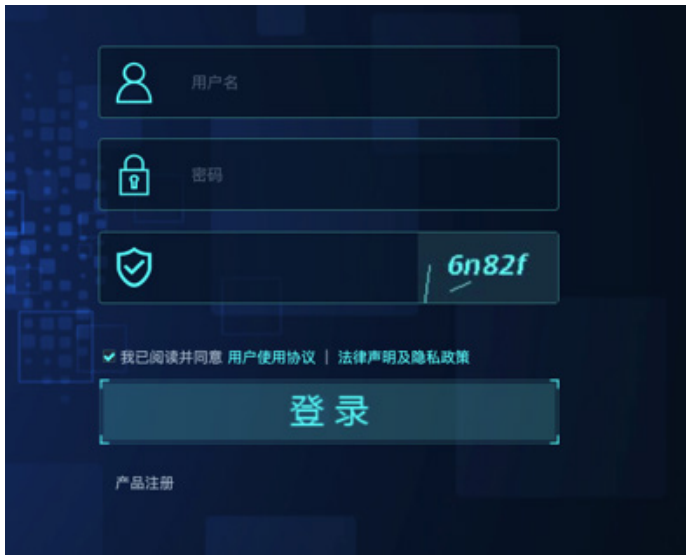 用户名
密码
6n82f
我已阅读并同意 用户使用协议 | 法律声明及隐私政策
登录
产品注册